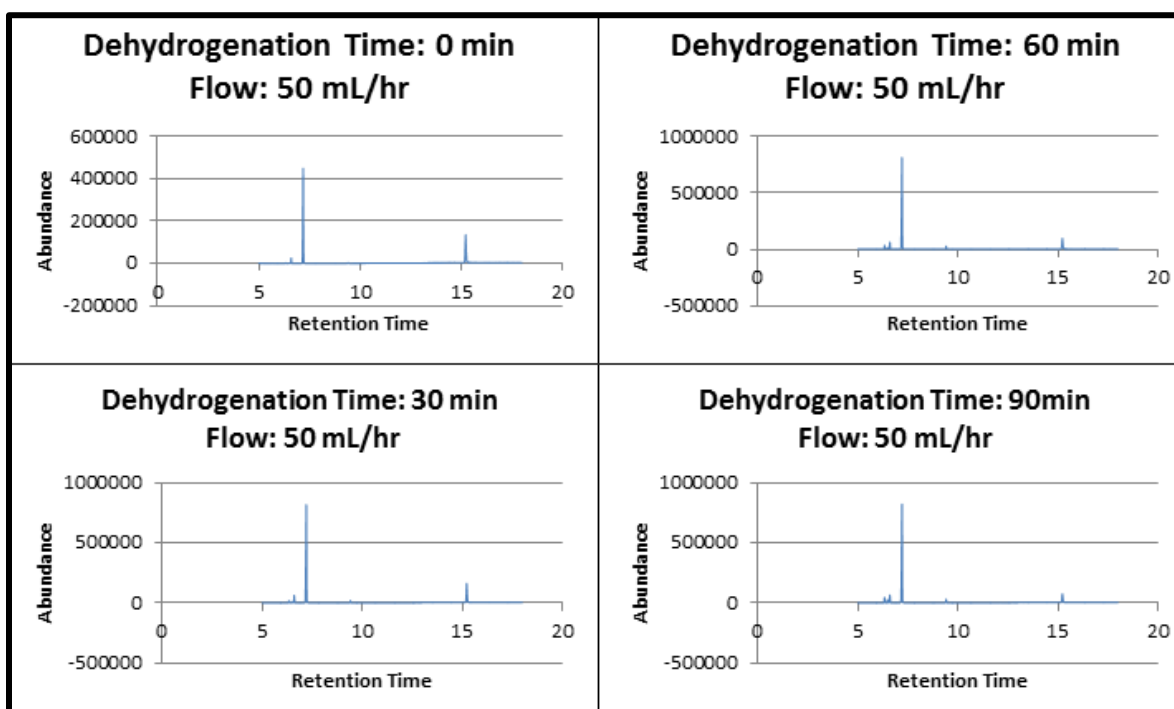 Dehydrogenation Time: 0 min
Flow: 50 mL/hr
600000
400000
200000
0
-200000
0
5
10
15
20
Abundance
Retention Time
Dehydrogenation Time: 60 min
Flow: 50 mL/hr
1000000
500000
0
-500000
0
5
10
15
20
Abundance
Retention Time
Dehydrogenation Time: 30 min
Flow: 50 mL/hr
1000000
500000
0
-500000
0
5
10
15
20
Abundance
Retention Time
Dehydrogenation Time: 90min
Flow: 50 mL/hr
1000000
500000
0
-500000
0
5
10
15
20
Abundance
Retention Time